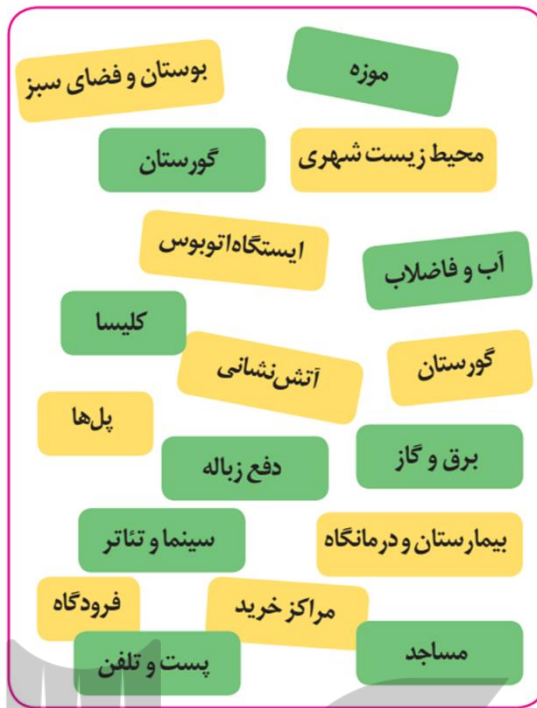 موزه
بوستان و فضای سبز
محیط زیست شهری
گورستان
ایستگاه اتوبوس
آب و فاضلاب
کلیسا
آتش‌نشانی
گورستان
پل‌ها
برق و گاز
دفع زباله
بیمارستان و درمانگاه
سینما و تئاتر
مراکز خرید
فرودگاه
مساجد
پست و تلفن